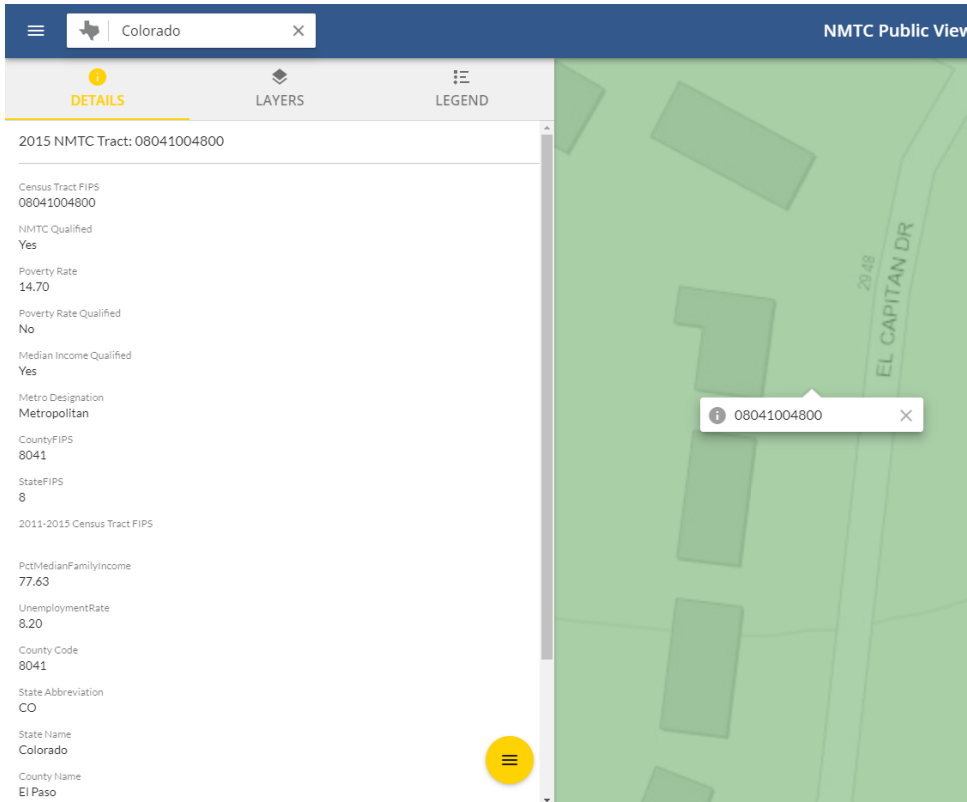 Colorado
NMTC Public View
DETAILS
LAYERS
LEGEND
2015 NMTC Tract: 08041004800
Census Tract FIPS
08041004800
NMTC Qualified
Yes
Poverty Rate
14.70
Poverty Rate Qualified
No
Median Income Qualified
Yes
Metro Designation
Metropolitan
CountyFIPS
8041
StateFIPS
8
2011-2015 Census Tract FIPS
PctMedianFamilyIncome
77.63
UnemploymentRate
8.20
County Code
8041
State Abbreviation
CO
State Name
Colorado
County Name
El Paso
29 48
EL CAPITAN DR
08041004800